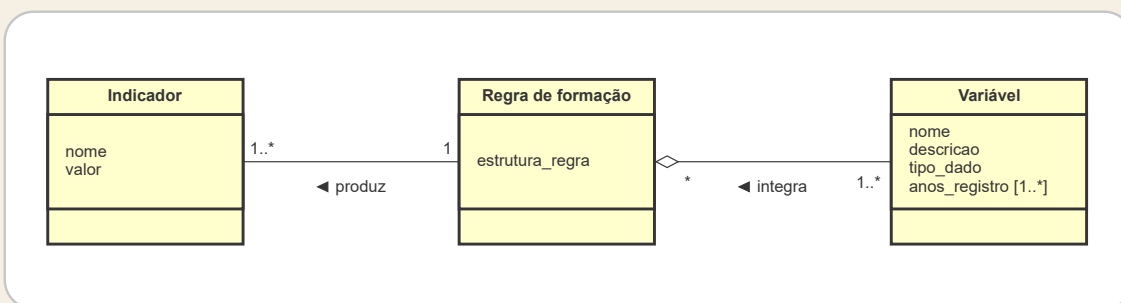 Indicador
nome
valor
1..*
1
◄ produz
Regra de formação
estrutura_regra
*
◄ integra
1..*
Variável
nome
descricao
tipo_dado
anos_registro [1..*]